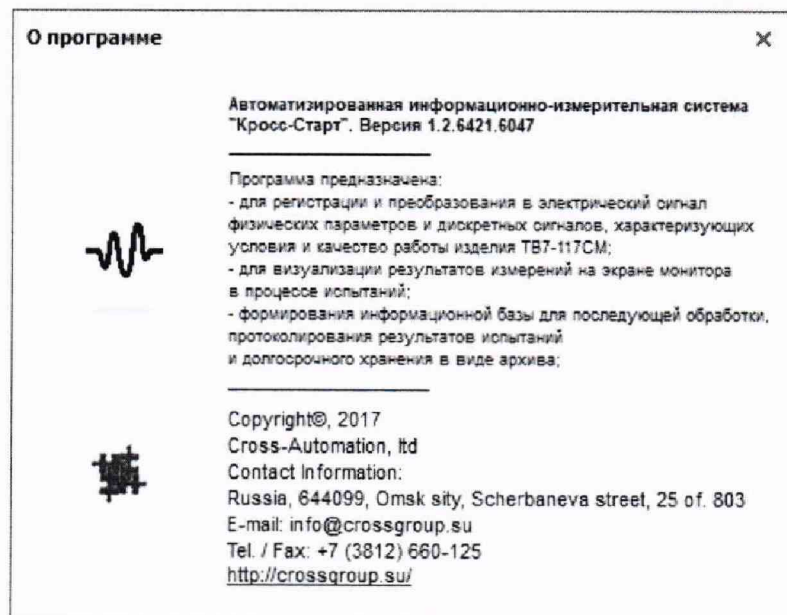 О программе
×
Автоматизированная информационно-измерительная система
"Кросс-Старт". Версия 1.2.6421.6047
Программа предназначена:
- для регистрации и преобразования в электрический сигнал
физических параметров и дискретных сигналов, характеризующих
условия и качество работы изделия ТВ7-117СМ;
- для визуализации результатов измерений на экране монитора
в процессе испытаний;
- формирования информационной базы для последующей обработки,
протоколирования результатов испытаний
и долгосрочного хранения в виде архива;
Copyright©, 2017
Cross-Automation, ltd
Contact Information:
Russia, 644099, Omsk sity, Scherbaneva street, 25 of. 803
E-mail: info@crossgroup.su
Tel. / Fax: +7 (3812) 660-125
http://crossgroup.su/